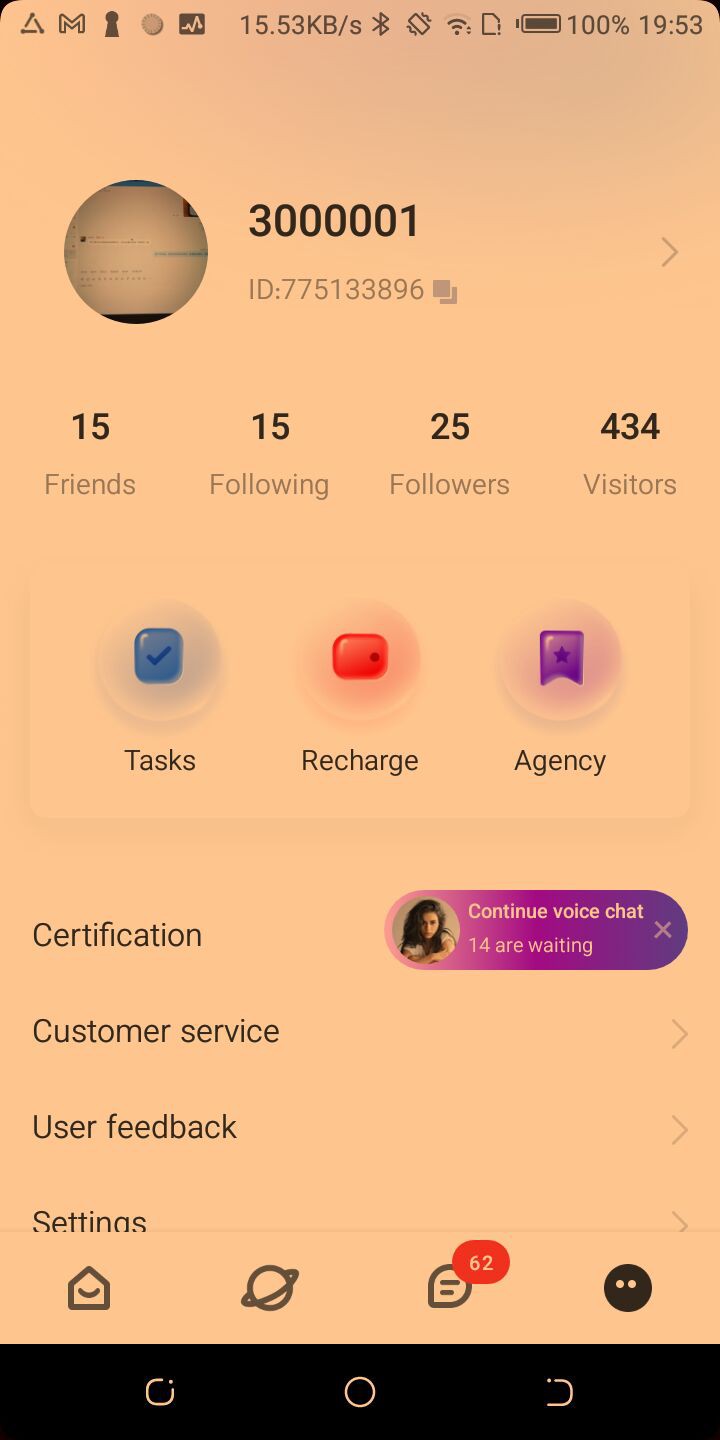 15.53KB/s 100% 19:53
3000001
ID:775133896
15 15 25 434
Friends Following Followers Visitors
Tasks Recharge Agency
Certification
Continue voice chat
14 are waiting
Customer service
User feedback
Settings
62